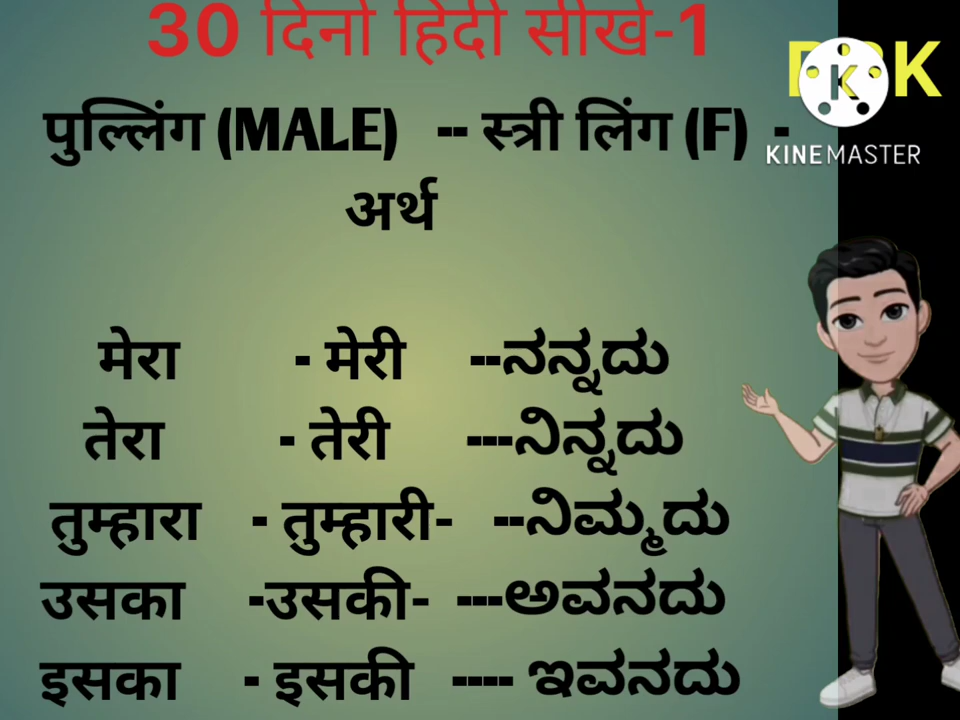 30 दिनो हिंदी सीखे-1
पुल्लिंग (MALE) -- स्त्री लिंग (F) -
अर्थ
K
KINEMASTER
मेरा - मेरी --ನನ್ನದು
तेरा - तेरी ---ನಿನ್ನದು
तुम्हारा - तुम्हारी- --ನಿಮ್ಮದು
उसका -उसकी- ---ಅವನದು
इसका - इसकी ---- ಇವನದು